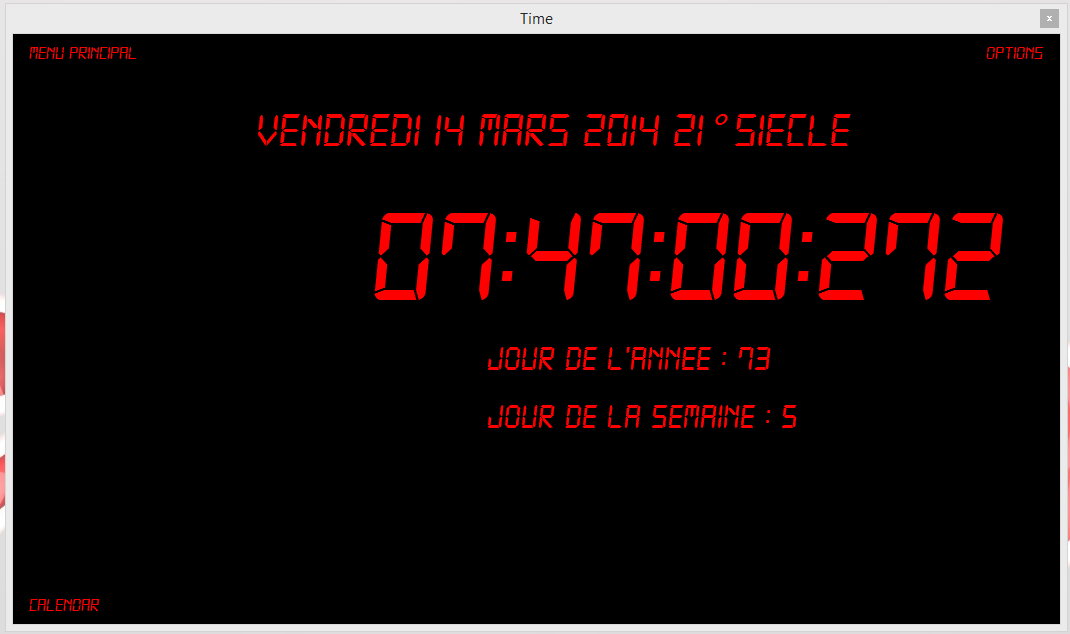 Time
x
MENU PRINCIPAL
OPTIONS
VENDREDI 14 MARS 2014 21°SIECLE
07:47:00:272
JOUR DE L'ANNEE : 73
JOUR DE LA SEMAINE : 5
CALENDAR